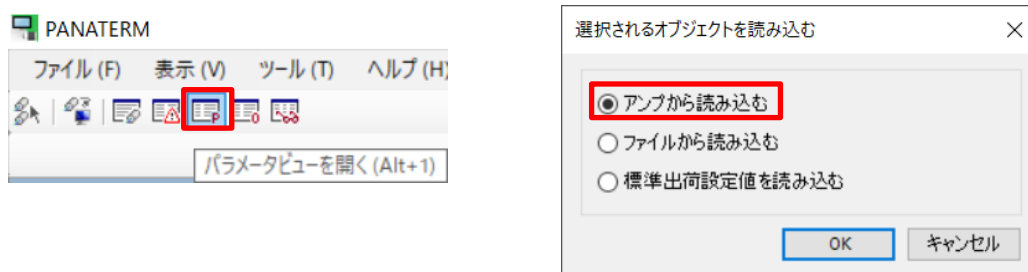 PANATERM
ファイル (F) 表示 (V) ツール (T) ヘルプ (H)
パラメータビューを開く (Alt+1)
選択されるオブジェクトを読み込む
アンプから読み込む
ファイルから読み込む
標準出荷設定値を読み込む
OK キャンセル